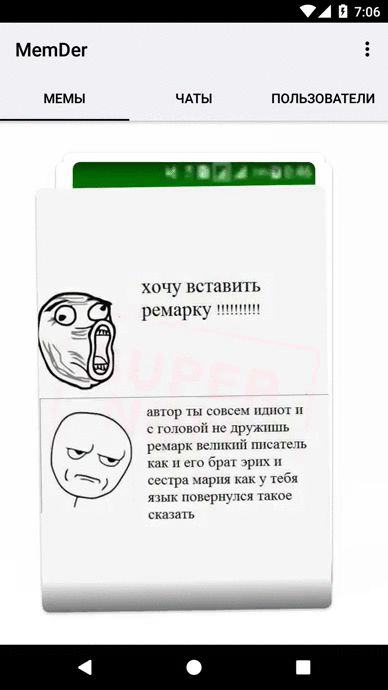 7:06
MemDer
МЕМЫ ЧАТЫ ПОЛЬЗОВАТЕЛИ
хочу вставить
ремарку !!!!!!!!!!
автор ты совсем идиот и
с головой не дружишь
ремарк великий писатель
как и его брат эрих и
сестра мария как у тебя
язык повернулся такое
сказать